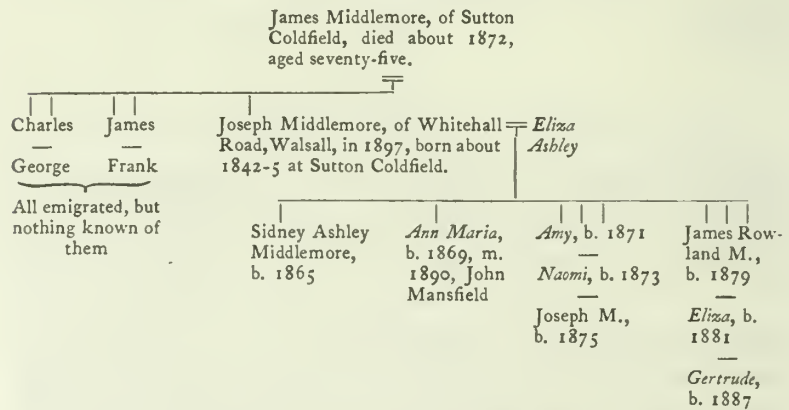 James Middlemore, of Sutton
Coldfield, died about 1872,
aged seventy-five.
Charles
George
James
Frank
All emigrated, but
nothing known of
them
Joseph Middlemore, of Whitehall
Road, Walsall, in 1897, born about
1842-5 at Sutton Coldfield.
Eliza
Ashley
Sidney Ashley
Middlemore,
b. 1865
Ann Maria,
b. 1869, m.
1890, John
Mansfield
Amy, b. 1871
Naomi, b. 1873
Joseph M.,
b. 1875
James Row-
land M.,
b. 1879
Eliza, b.
1881
Gertrude,
b. 1887